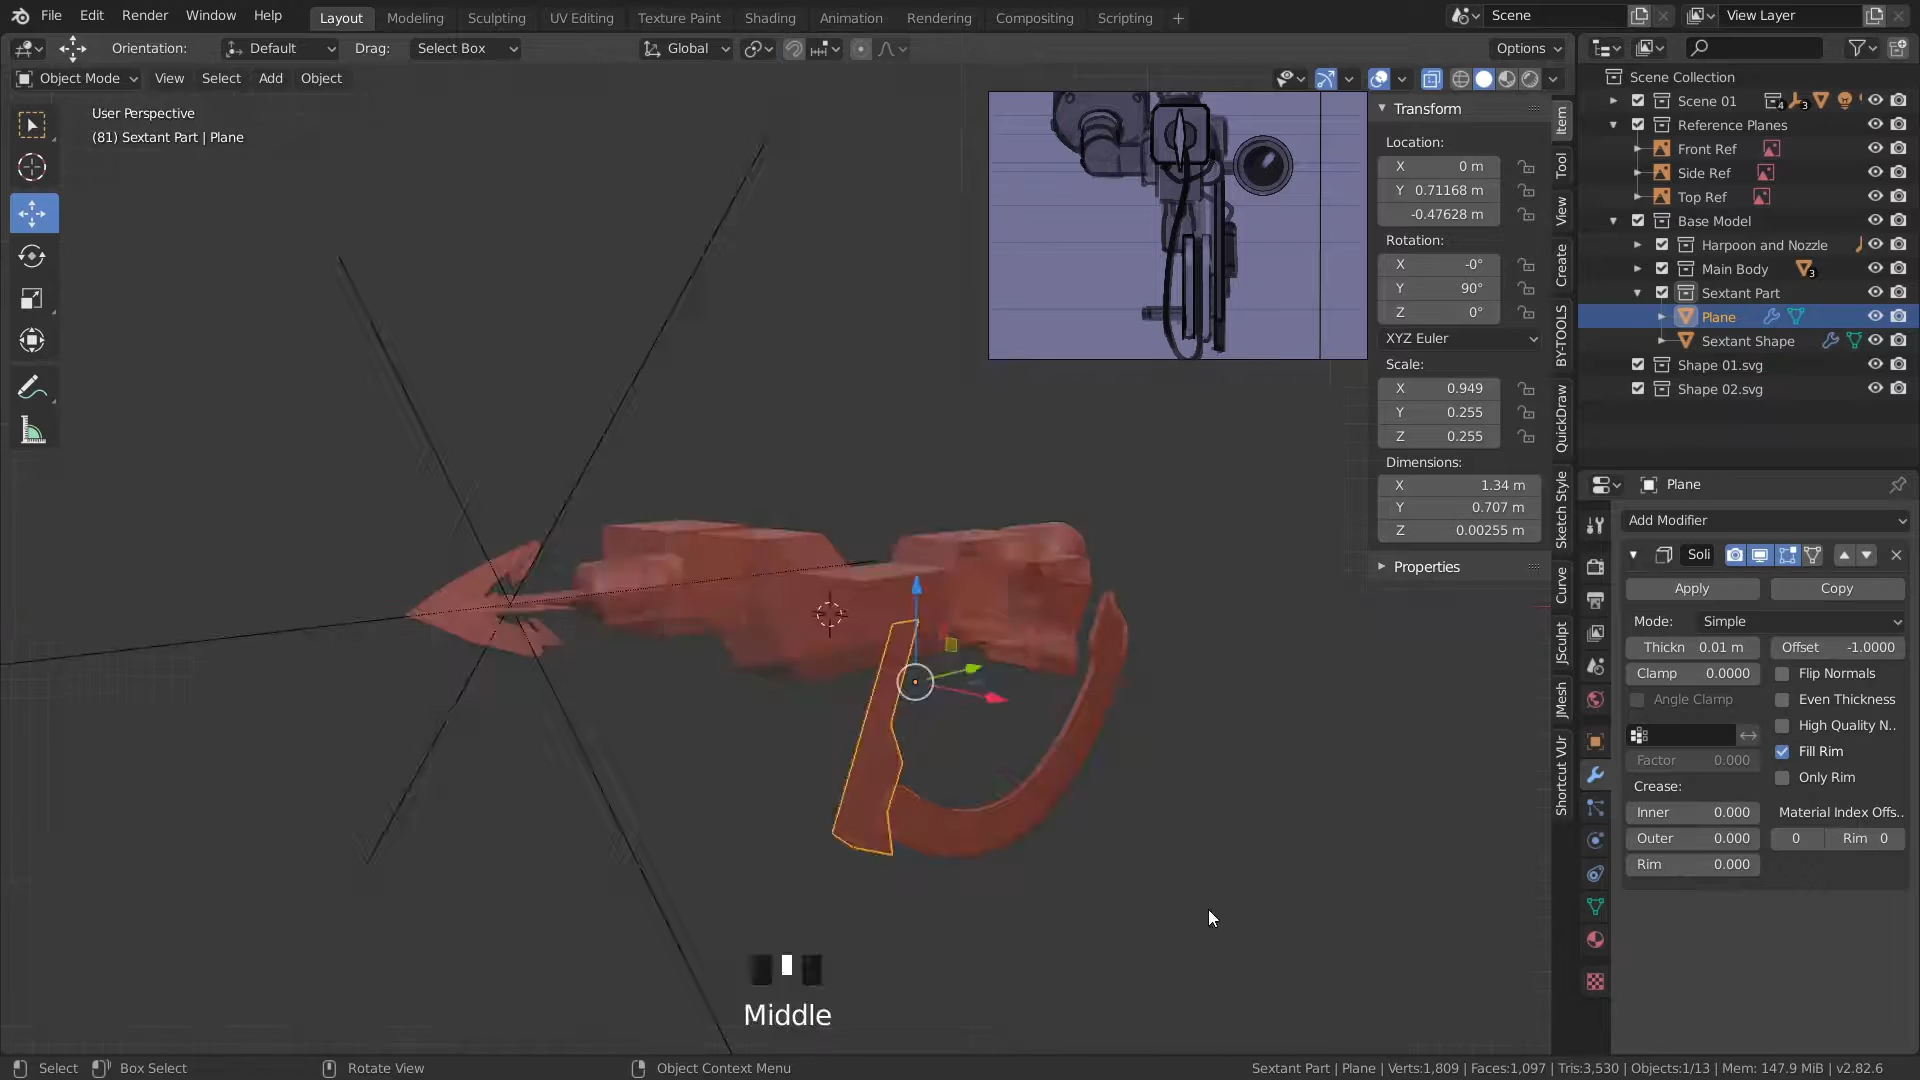 File Edit Render Window Help Layout Modeling Sculpting UV Editing Texture Paint Shading Animation Rendering Compositing Scripting + Scene View Layer
Orientation: Default Drag: Select Box Global Options
Object Mode View Select Add Object
User Perspective
(81) Sextant Part | Plane
Transform
Location:
X 0 m
Y 0.71168 m
-0.47628 m
Rotation:
X -0°
Y 90°
Z 0°
XYZ Euler
Scale:
X 0.949
Y 0.255
Z 0.255
Dimensions:
X 1.34 m
Y 0.707 m
Z 0.00255 m
Properties
Item
Tool
View
Create
BY-TOOLS
QuickDraw
Sketch Style
Curve
JSculpt
JMesh
Shortcut VUr
Scene Collection
Scene 01 4 3
Reference Planes
Front Ref
Side Ref
Top Ref
Base Model
Harpoon and Nozzle
Main Body 3
Sextant Part
Plane
Sextant Shape
Shape 01.svg
Shape 02.svg
Plane
Add Modifier
Soli
Apply Copy
Mode: Simple
Thickn 0.01 m Offset -1.0000
Clamp 0.0000 Flip Normals
Angle Clamp Even Thickness
High Quality N..
Fill Rim
Factor 0.000 Only Rim
Crease:
Inner 0.000 Material Index Offs..
Outer 0.000 0 Rim 0
Rim 0.000
Middle
Select Box Select Rotate View Object Context Menu Sextant Part | Plane | Verts:1,809 | Faces:1,097 | Tris:3,530 | Objects:1/13 | Mem: 147.9 MiB | v2.82.6